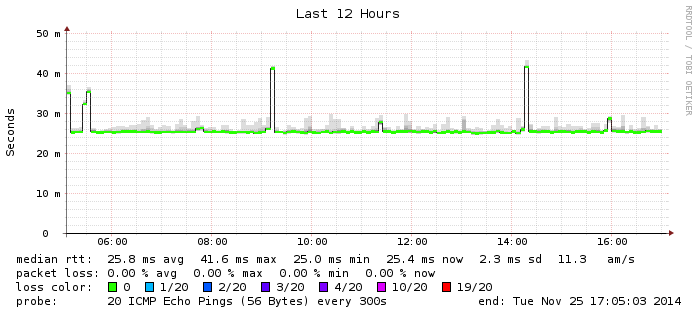 Last 12 Hours
RRDTOOL / TOBI OETIKER
Seconds
50 m
40 m
30 m
20 m
10 m
0
06:00 08:00 10:00 12:00 14:00 16:00
median rtt: 25.8 ms avg 41.6 ms max 25.0 ms min 25.4 ms now 2.3 ms sd 11.3 am/s
packet loss: 0.00 % avg 0.00 % max 0.00 % min 0.00 % now
loss color: 0 1/20 2/20 3/20 4/20 10/20 19/20
probe: 20 ICMP Echo Pings (56 Bytes) every 300s end: Tue Nov 25 17:05:03 2014